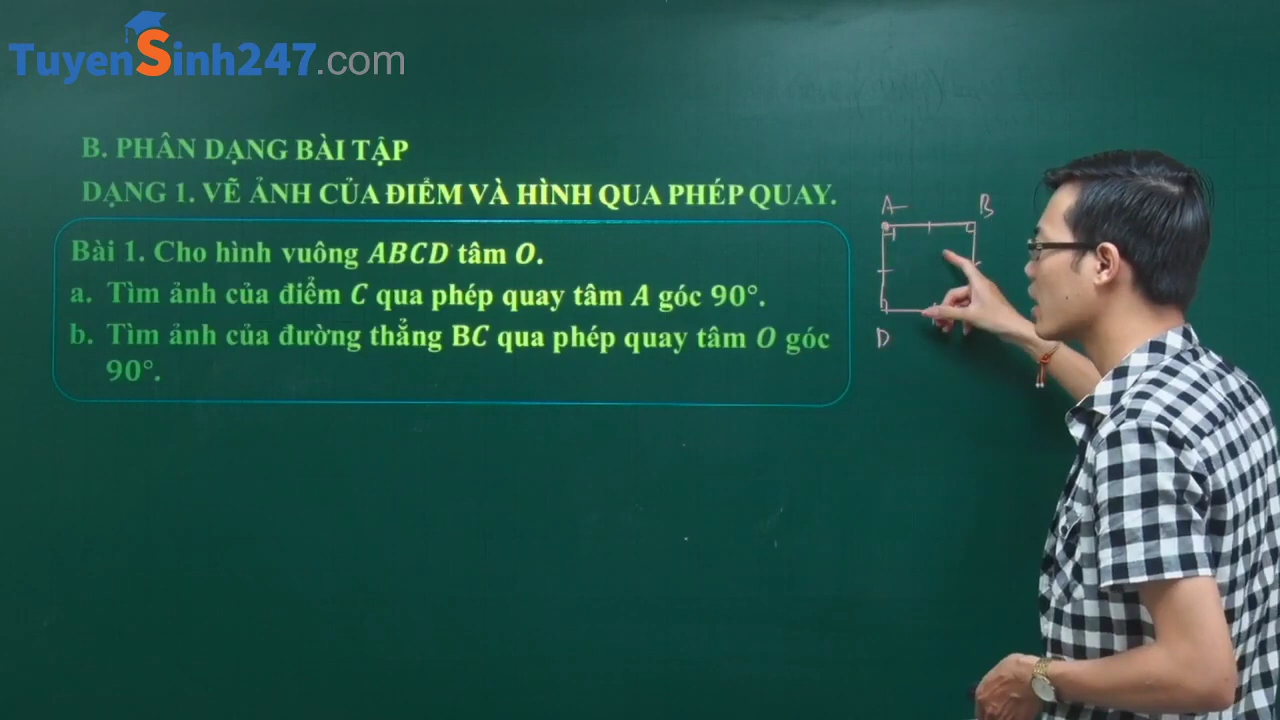 TuyenSinh247.com
B. PHÂN DẠNG BÀI TẬP
DẠNG 1. VẼ ẢNH CỦA ĐIỂM VÀ HÌNH QUA PHÉP QUAY.
Bài 1. Cho hình vuông ABCD tâm O.
a. Tìm ảnh của điểm C qua phép quay tâm A góc 90°.
b. Tìm ảnh của đường thẳng BC qua phép quay tâm O góc
90°.
A B
D